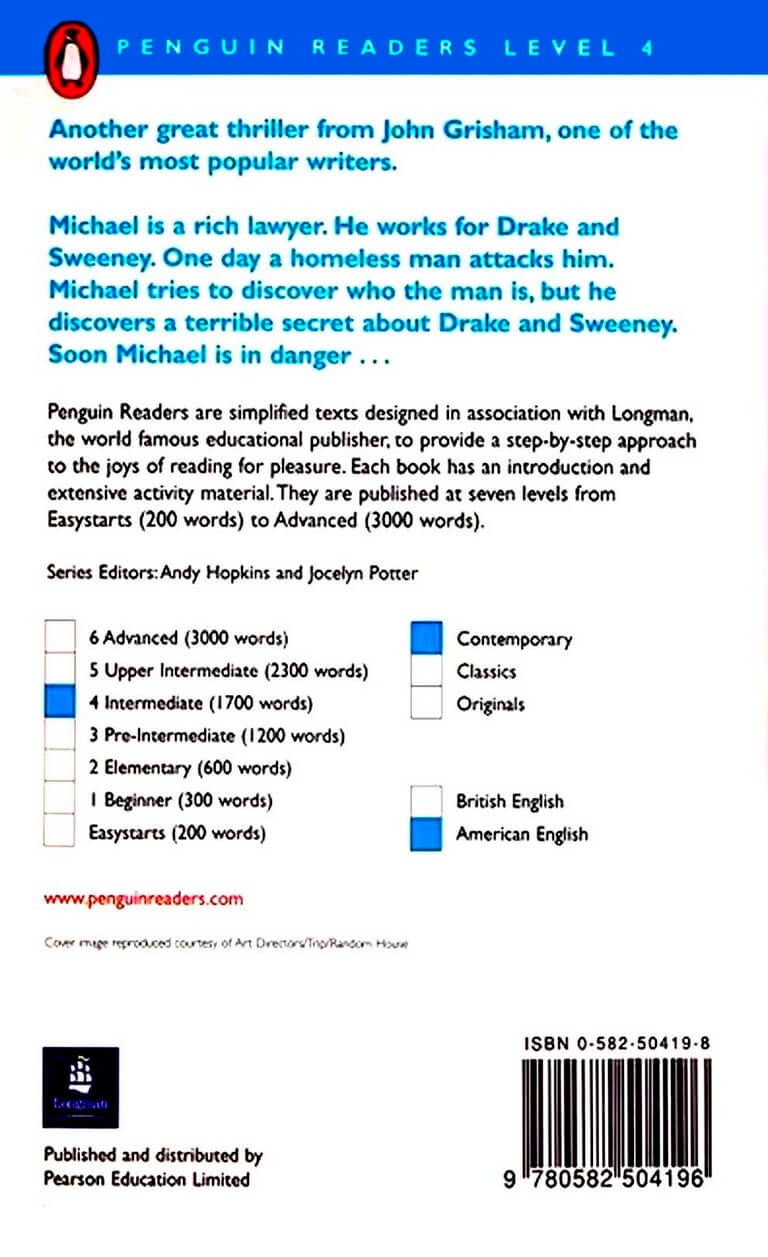 PENGUIN READERS LEVEL 4
Another great thriller from John Grisham, one of the
world's most popular writers.
Michael is a rich lawyer. He works for Drake and
Sweeney. One day a homeless man attacks him.
Michael tries to discover who the man is, but he
discovers a terrible secret about Drake and Sweeney.
Soon Michael is in danger ...
Penguin Readers are simplified texts designed in association with Longman,
the world famous educational publisher, to provide a step-by-step approach
to the joys of reading for pleasure. Each book has an introduction and
extensive activity material. They are published at seven levels from
Easystarts (200 words) to Advanced (3000 words).
Series Editors: Andy Hopkins and Jocelyn Potter
6 Advanced (3000 words)
5 Upper Intermediate (2300 words)
4 Intermediate (1700 words)
3 Pre-Intermediate (1200 words)
2 Elementary (600 words)
1 Beginner (300 words)
Easystarts (200 words)
Contemporary
Classics
Originals
British English
American English
www.penguinreaders.com
Cover image reproduced courtesy of Art Directors/Trip/Random House
ISBN 0-582-50419-8
Longman
Published and distributed by
Pearson Education Limited
9 780582 504196